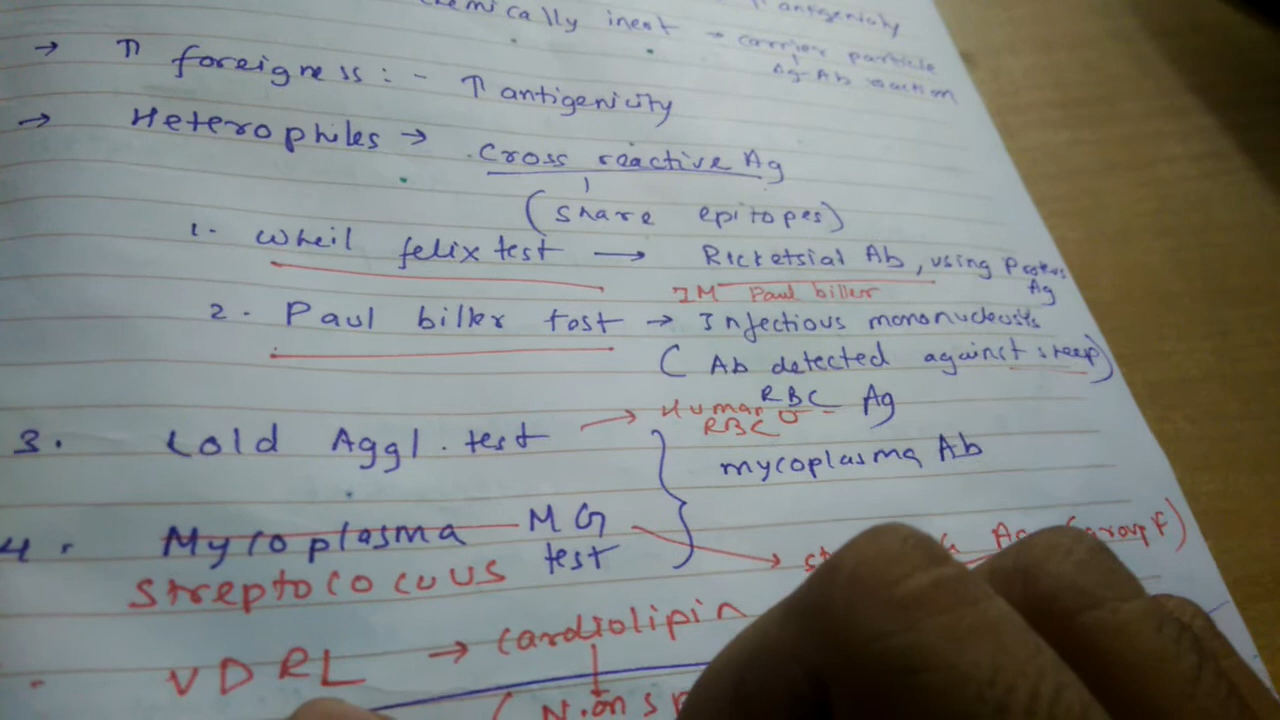 chemically inert → carrier particle
↑ antigenicity
Ag-Ab reaction
→ ↑↑ foreigness :- ↑↑ antigenicity
→ Heterophiles → cross reactive Ag
(share epitopes)
1. Wheil felix test → Ricketsial Ab, using Proteus Ag
IM Paul biller
2. Paul biller test → Infectious mononucleosis
(Ab detected against sheep)
RBC Ag
3. Cold Aggl. test → Human RBC O
mycoplasma Ab
4. Mycoplasma MG test → (group F)
Streptococcus
VDRL → cardiolipin